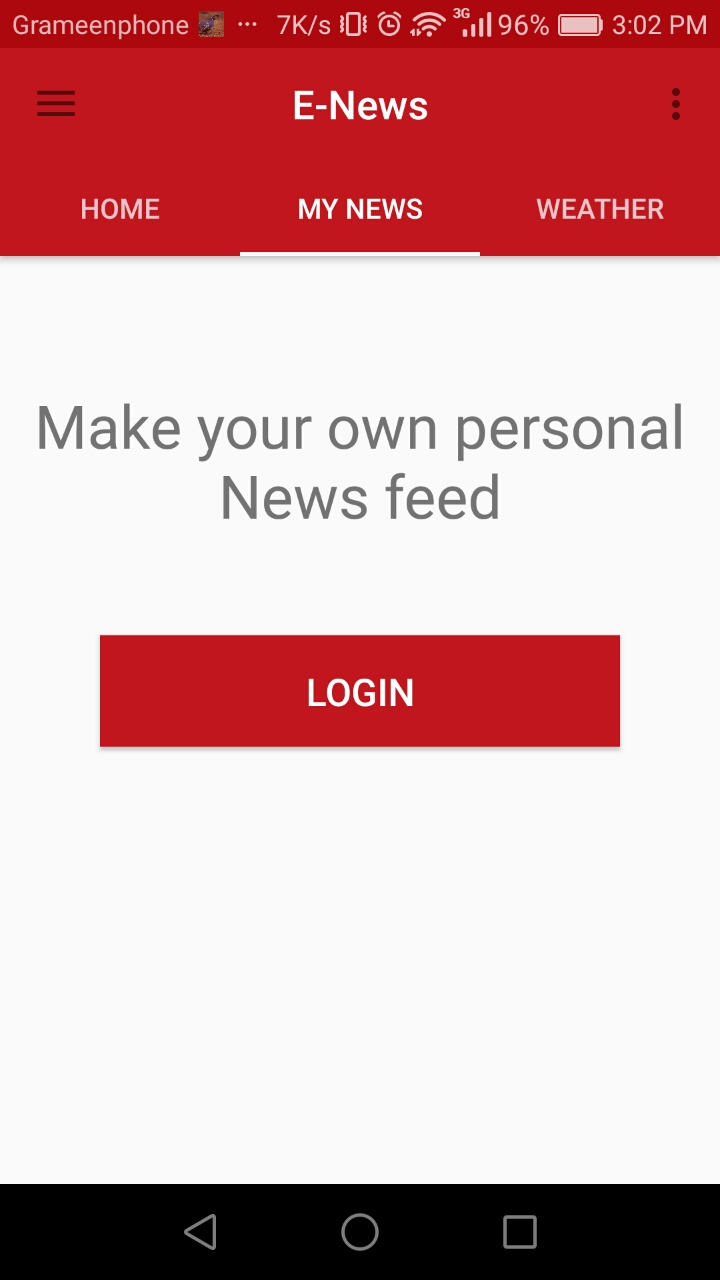 Grameenphone ... 7K/s 3G 96% 3:02 PM
E-News
HOME MY NEWS WEATHER
Make your own personal
News feed
LOGIN